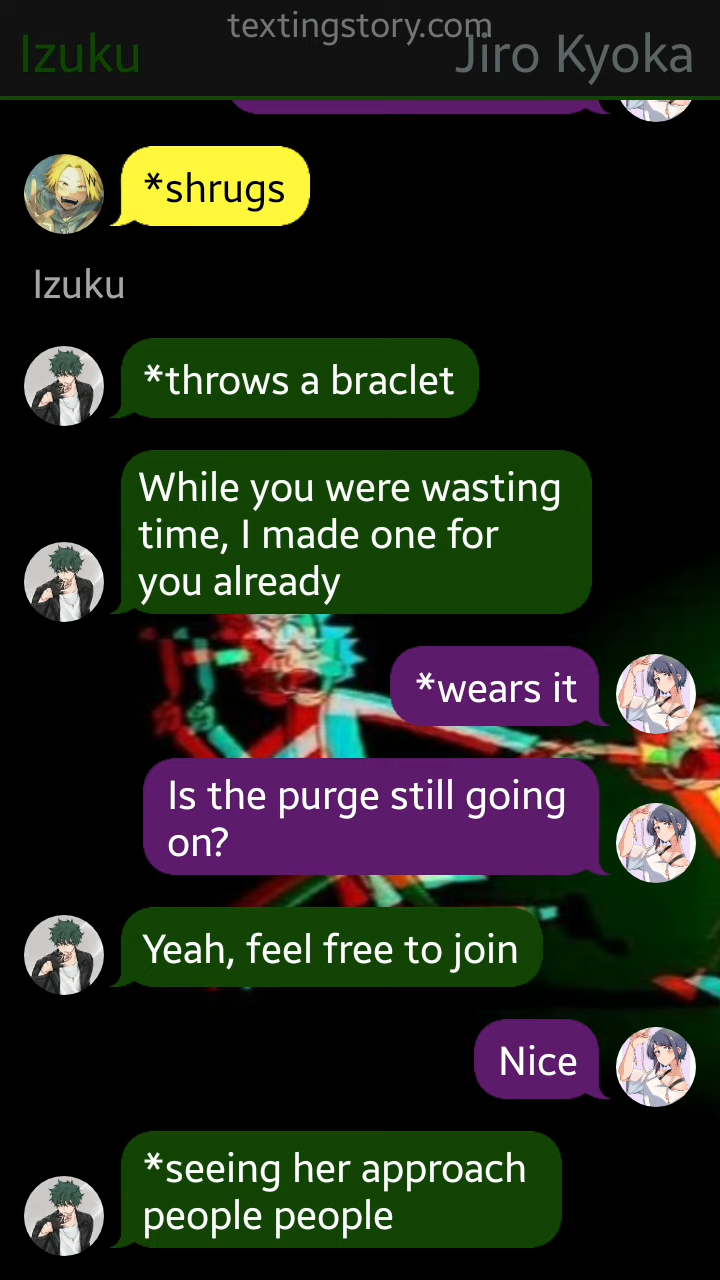 textingstory.com
Izuku
Jiro Kyoka
*shrugs
Izuku
*throws a braclet
While you were wasting
time, I made one for
you already
*wears it
Is the purge still going
on?
Yeah, feel free to join
Nice
*seeing her approach
people people